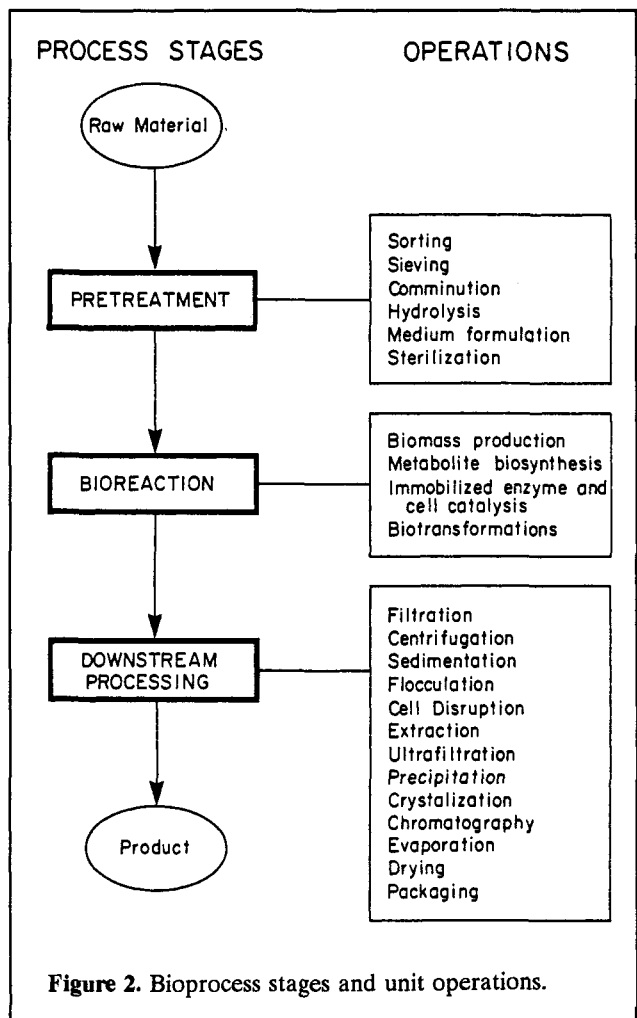 PROCESS STAGES
OPERATIONS
Raw Material
PRETREATMENT
Sorting
Sieving
Comminution
Hydrolysis
Medium formulation
Sterilization
BIOREACTION
Biomass production
Metabolite biosynthesis
Immobilized enzyme and
cell catalysis
Biotransformations
DOWNSTREAM
PROCESSING
Filtration
Centrifugation
Sedimentation
Flocculation
Cell Disruption
Extraction
Ultrafiltration
Precipitation
Crystalization
Chromatography
Evaporation
Drying
Packaging
Product
Figure 2. Bioprocess stages and unit operations.